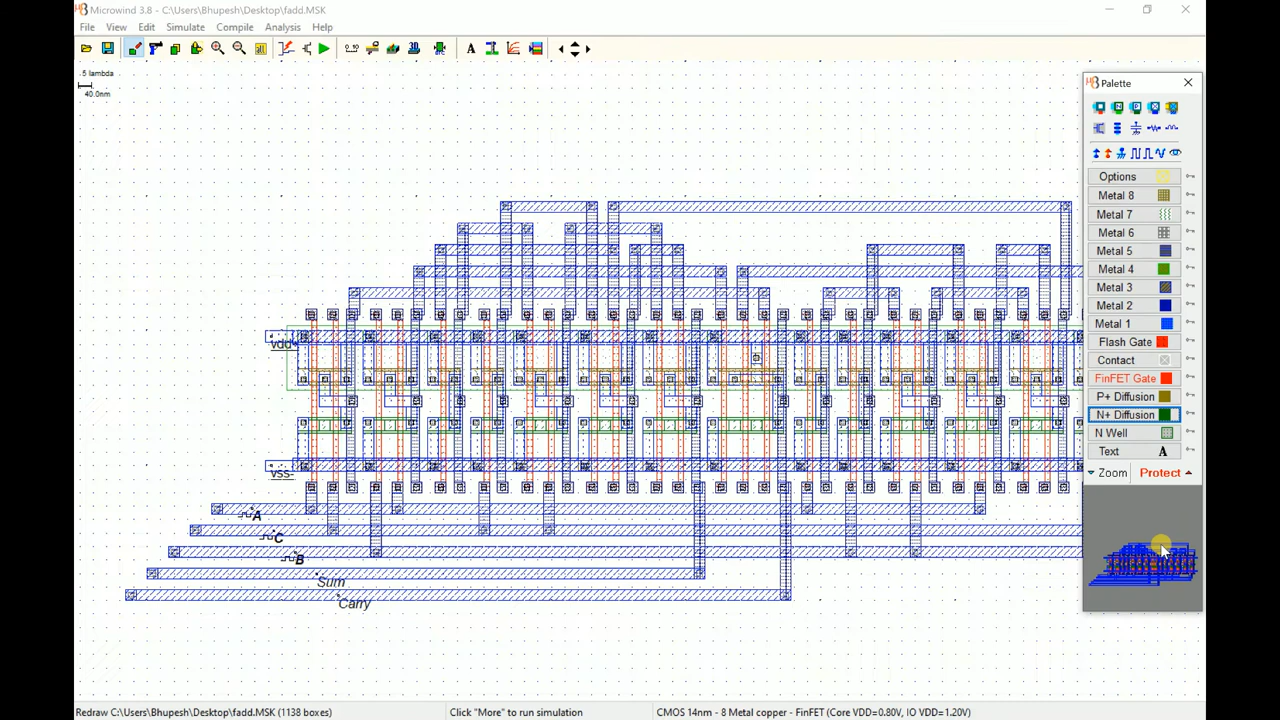 Microwind 3.8 - C:\Users\Bhupesh\Desktop\fadd.MSK
File View Edit Simulate Compile Analysis Help
5 lambda
40.0nm
Palette
Options
Metal 8
Metal 7
Metal 6
Metal 5
Metal 4
Metal 3
Metal 2
Metal 1
Flash Gate
Contact
FinFET Gate
P+ Diffusion
N+ Diffusion
N Well
Text A
Zoom Protect
vdd+
vss-
A
C
B
Sum
Carry
Redraw C:\Users\Bhupesh\Desktop\fadd.MSK (1138 boxes) Click "More" to run simulation CMOS 14nm - 8 Metal copper - FinFET (Core VDD=0.80V, IO VDD=1.20V)